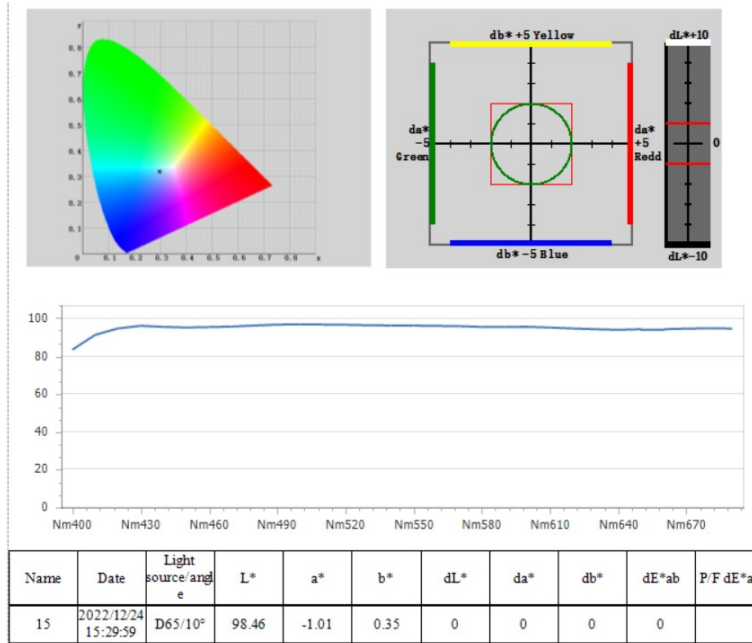 y
0.8
0.7
0.6
0.5
0.4
0.3
0.2
0.1
0 0.1 0.2 0.3 0.4 0.5 0.6 0.7 0.8 x
db* +5 Yellow
da*
-5
Green
da*
+5
Redd
db* -5 Blue
dL*+10
0
dL*-10
100
80
60
40
20
0
Nm400 Nm430 Nm460 Nm490 Nm520 Nm550 Nm580 Nm610 Nm640 Nm670
Name Date Light source/angl e L* a* b* dL* da* db* dE*ab P/F dE*a
15 2022/12/24 15:29:59 D65/10° 98.46 -1.01 0.35 0 0 0 0